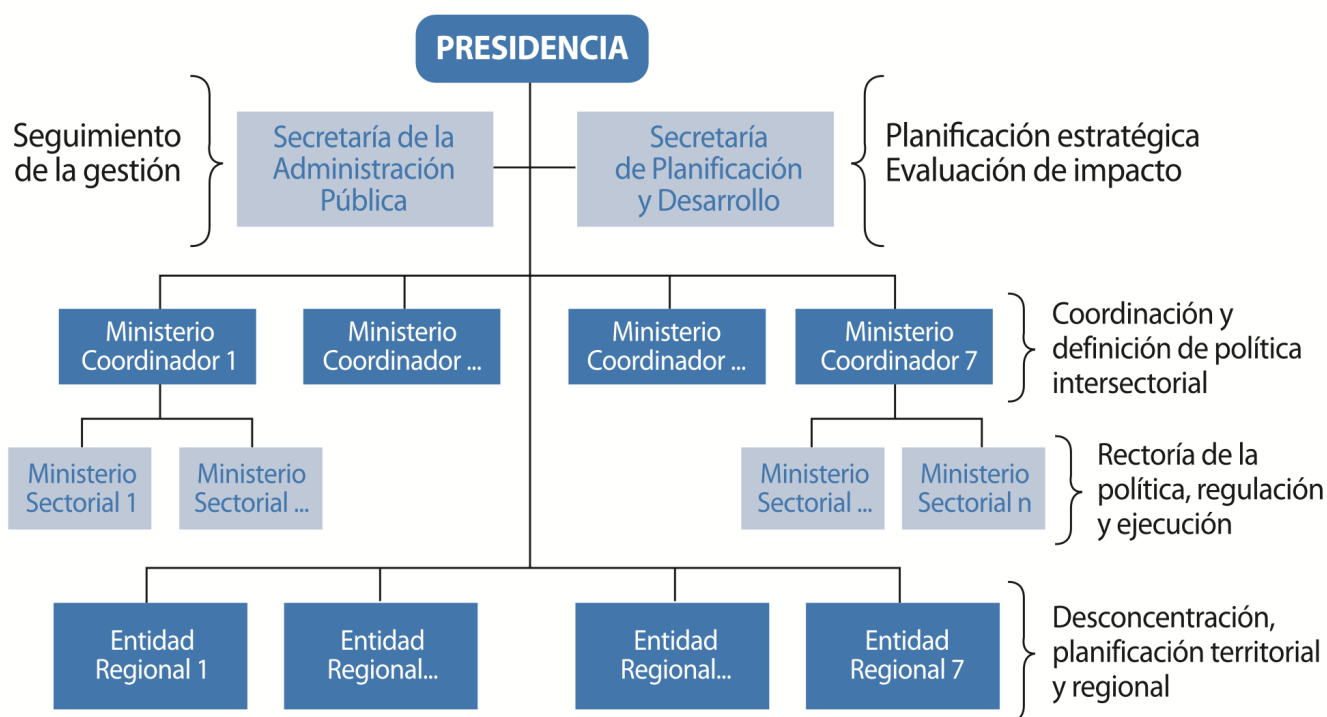 PRESIDENCIA
Seguimiento
de la gestión
Secretaría de la
Administración
Pública
Secretaría
de Planificación
y Desarrollo
Planificación estratégica
Evaluación de impacto
Ministerio
Coordinador 1
Ministerio
Coordinador ...
Ministerio
Coordinador ...
Ministerio
Coordinador 7
Coordinación y
definición de política
intersectorial
Ministerio
Sectorial 1
Ministerio
Sectorial ...
Ministerio
Sectorial ...
Ministerio
Sectorial n
Rectoría de la
política, regulación
y ejecución
Entidad
Regional 1
Entidad
Regional...
Entidad
Regional...
Entidad
Regional 7
Desconcentración,
planificación territorial
y regional